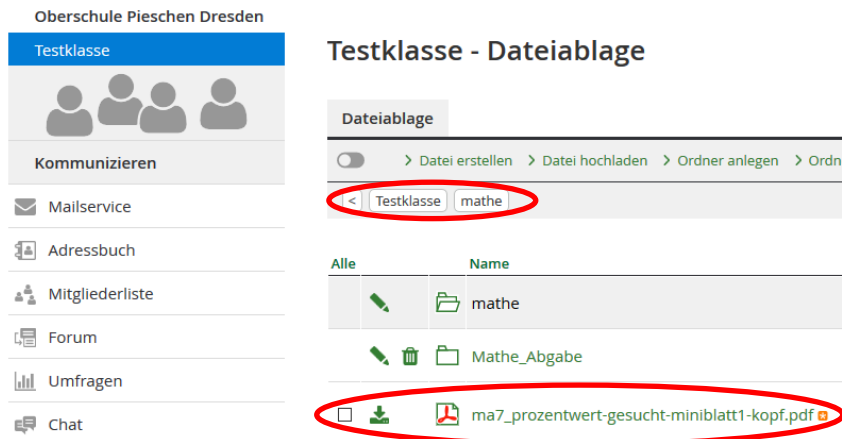 Oberschule Pieschen Dresden
Testklasse
Kommunizieren
Mailservice
Adressbuch
Mitgliederliste
Forum
Umfragen
Chat
Testklasse - Dateiablage
Dateiablage
> Datei erstellen > Datei hochladen > Ordner anlegen > Ordn
< Testklasse mathe
Alle Name
mathe
Mathe_Abgabe
ma7_prozentwert-gesucht-miniblatt1-kopf.pdf